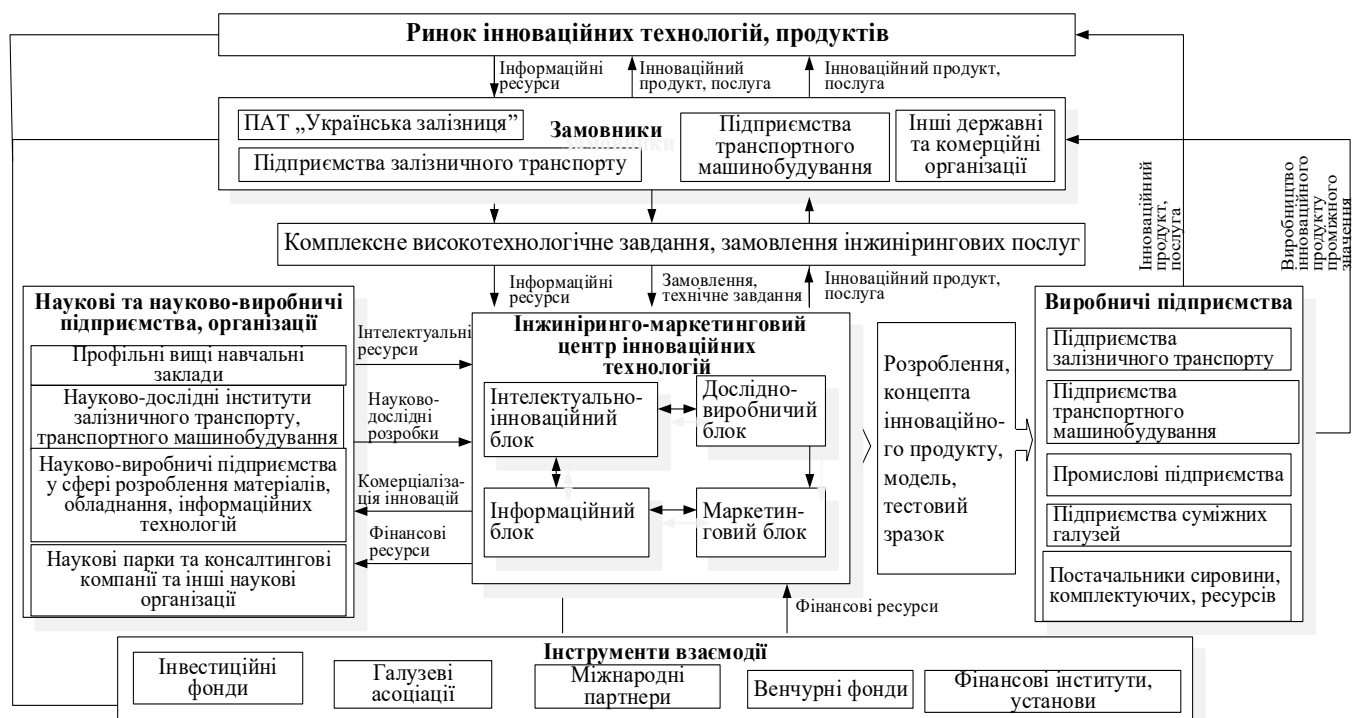 Ринок інноваційних технологій, продуктів
Інформаційні
ресурси
Інноваційний
продукт, послуга
Інноваційний продукт,
послуга
ПАТ „Українська залізниця”
Замовники
Підприємства залізничного транспорту
Підприємства
транспортного
машинобудування
Інші державні
та комерційні
організації
Інноваційний
продукт,
послуга
Виробництво
інноваційного
продукту
проміжного
значення
Комплексне високотехнологічне завдання, замовлення інжинірингових послуг
Інформаційні
ресурси
Замовлення,
технічне завдання
Інноваційний продукт,
послуга
Наукові та науково-виробничі
підприємства, організації
Профільні вищі навчальні
заклади
Науково-дослідні інститути
залізничного транспорту,
транспортного машинобудування
Науково-виробничі підприємства
у сфері розроблення матеріалів,
обладнання, інформаційних
технологій
Наукові парки та консалтингові
компанії та інші наукові
організації
Інтелектуальні
ресурси
Науково-
дослідні
розробки
Комерціаліза-
ція інновацій
Фінансові
ресурси
Інжиніринго-маркетинговий
центр інноваційних
технологій
Інтелектуально-
інноваційний
блок
Дослідно-
виробничий
блок
Інформаційний
блок
Маркетин-
говий блок
Розроблення,
концепта
інноваційно-
го продукту,
модель,
тестовий
зразок
Виробничі підприємства
Підприємства
залізничного транспорту
Підприємства
транспортного
машинобудування
Промислові підприємства
Підприємства суміжних
галузей
Постачальники сировини,
комплектуючих, ресурсів
Фінансові ресурси
Інструменти взаємодії
Інвестиційні
фонди
Галузеві
асоціації
Міжнародні
партнери
Венчурні фонди
Фінансові інститути,
установи